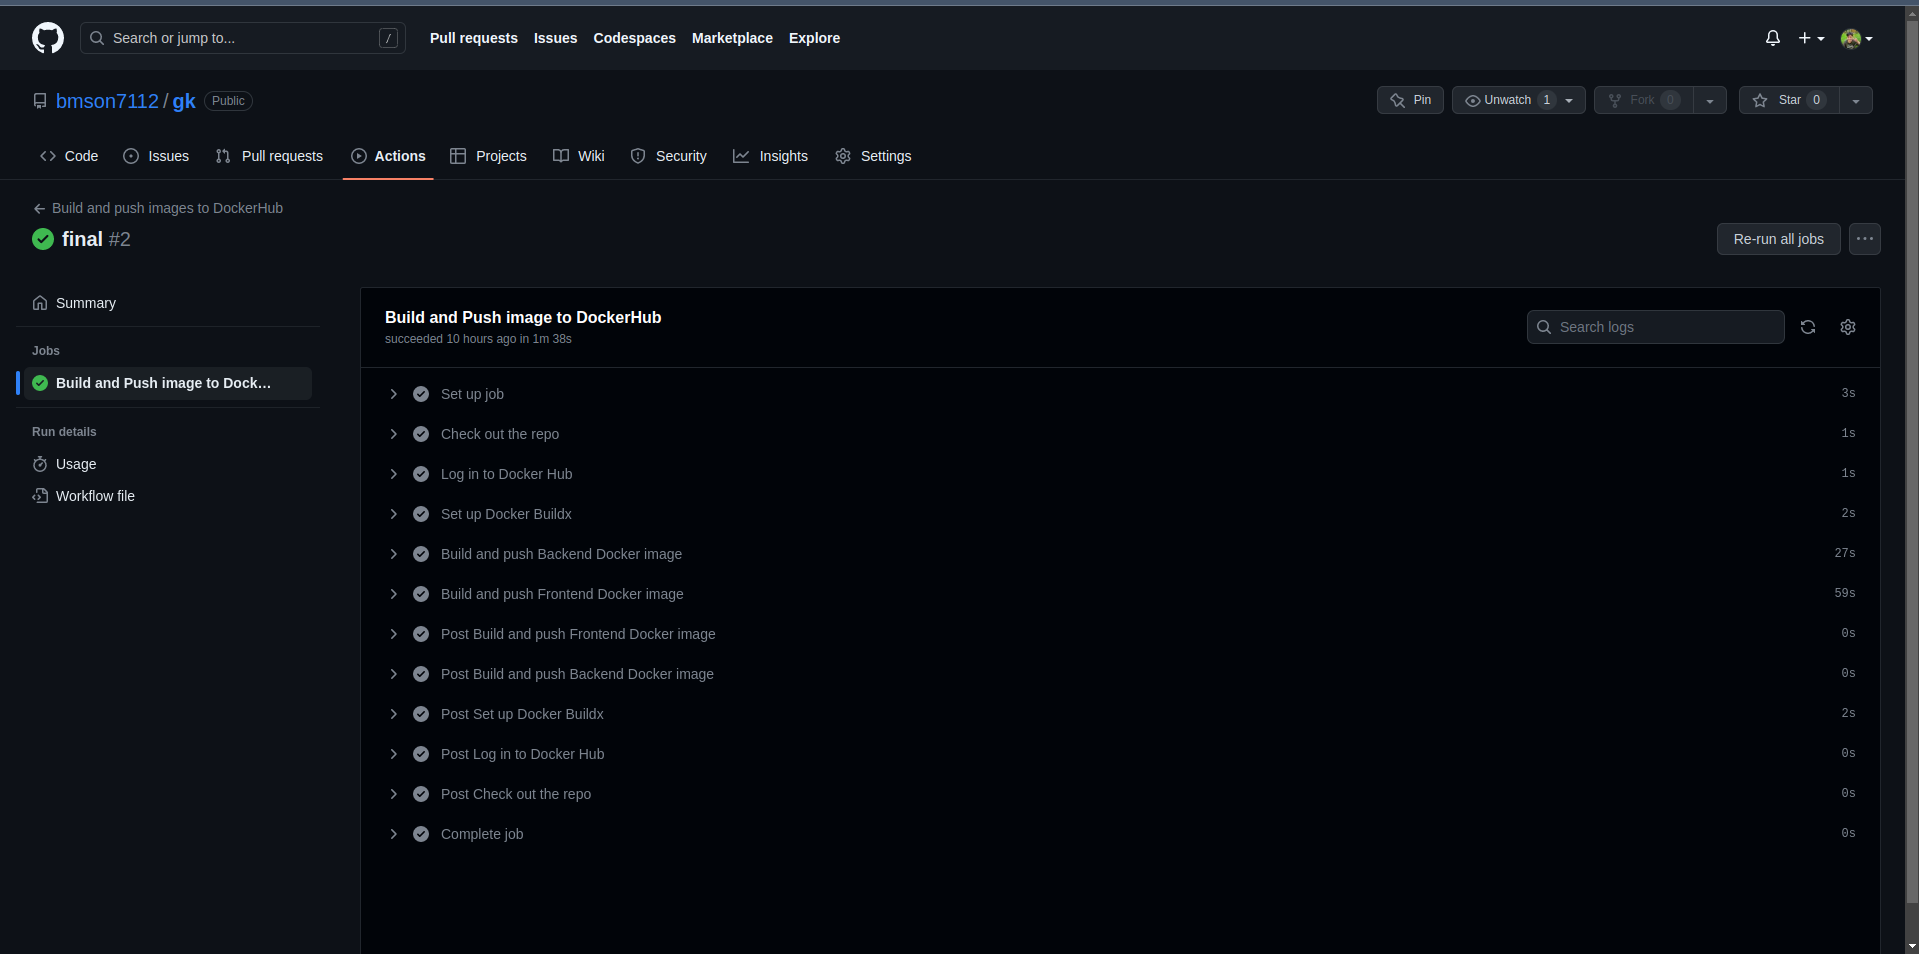 Search or jump to... /
Pull requests Issues Codespaces Marketplace Explore
bmson7112 / gk Public
Pin Unwatch 1 Fork 0 Star 0
Code Issues Pull requests Actions Projects Wiki Security Insights Settings
Build and push images to DockerHub
final #2
Re-run all jobs
Summary
Jobs
Build and Push image to Dock...
Run details
Usage
Workflow file
Build and Push image to DockerHub
succeeded 10 hours ago in 1m 38s
Search logs
Set up job 3s
Check out the repo 1s
Log in to Docker Hub 1s
Set up Docker Buildx 2s
Build and push Backend Docker image 27s
Build and push Frontend Docker image 59s
Post Build and push Frontend Docker image 0s
Post Build and push Backend Docker image 0s
Post Set up Docker Buildx 2s
Post Log in to Docker Hub 0s
Post Check out the repo 0s
Complete job 0s